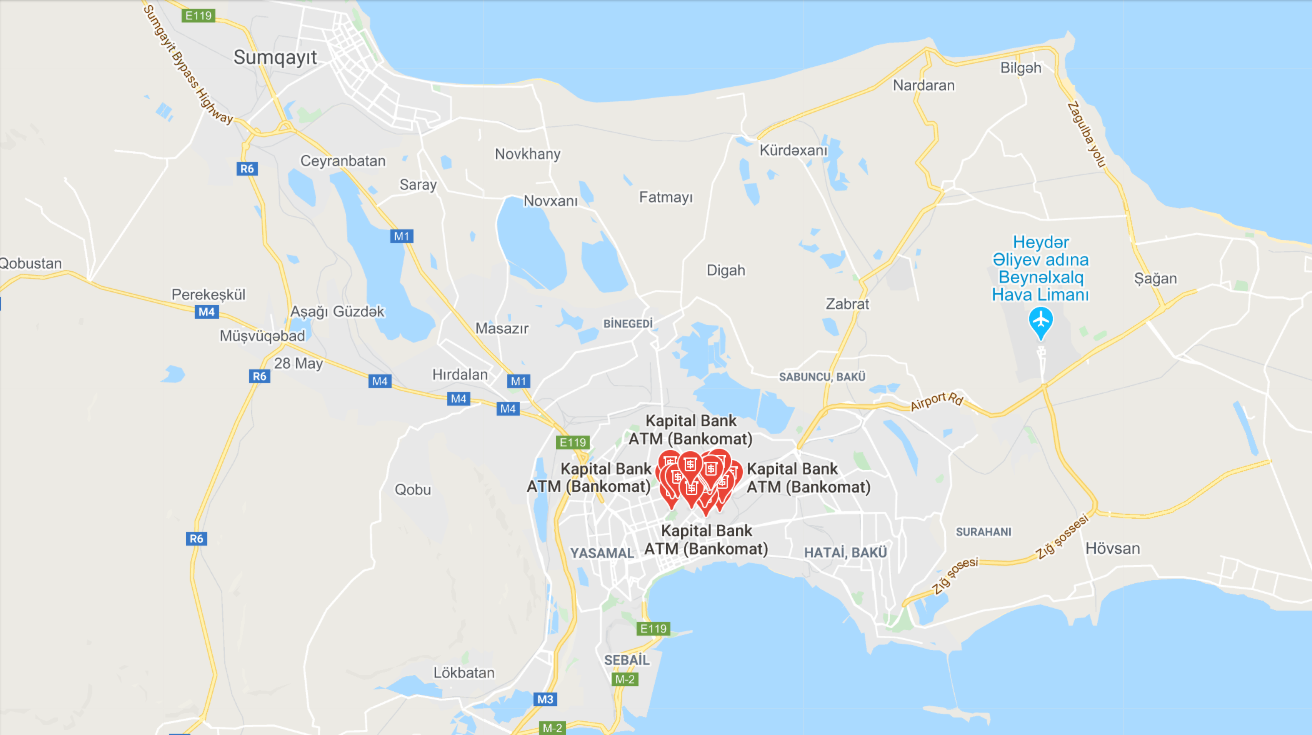 E119
Sumgayit Bypass Highway
Sumqayıt
Bilgəh
Nardaran
Zagulba yolu
R6
Ceyranbatan
Novkhany
Kürdəxanı
Saray
Novxanı
Fatmayı
M1
Heydər
Əliyev adına
Beynəlxalq
Hava Limanı
Qobustan
Digah
Şağan
Perekeşkül
M4
Aşağı Güzdək
Zabrat
Müşvüqəbad
Masazır
BİNEGEDİ
28 May
R6
M4
Hırdalan
M1
SABUNCU, BAKÜ
M4
M4
Airport Rd
Kapital Bank
ATM (Bankomat)
E119
Kapital Bank
ATM (Bankomat)
Kapital Bank
ATM (Bankomat)
Qobu
Kapital Bank
ATM (Bankomat)
R6
YASAMAL
HATAİ, BAKÜ
SURAHANI
Zığ şossesi
Hövsan
Zığ şosesi
E119
SEBAİL
Lökbatan
M-2
M3
M-2